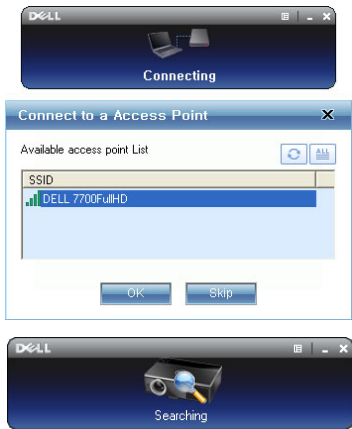 DELL
Connecting
Connect to a Access Point
Available access point List
ALL
SSID
DELL 7700FullHD
OK
Skip
DELL
Searching